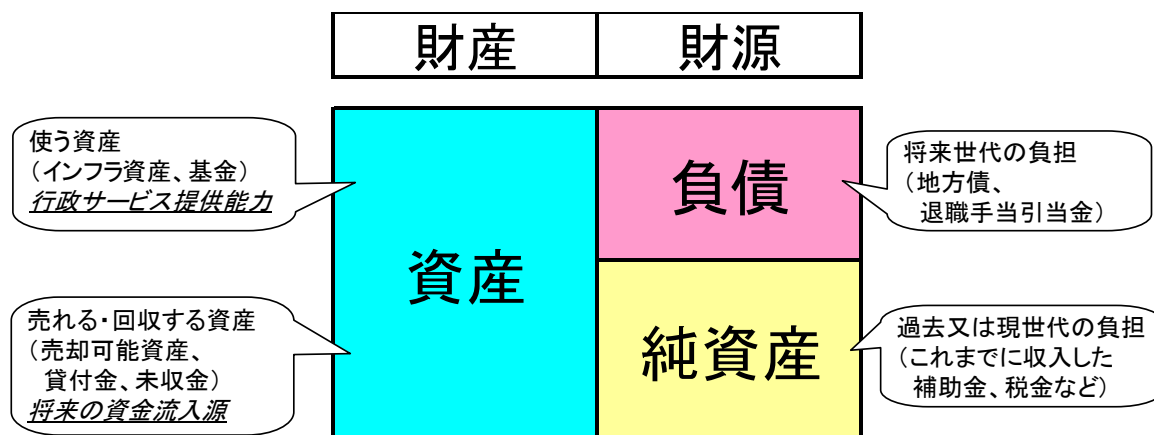 財産 財源
使う資産
（インフラ資産、基金）
行政サービス提供能力
売れる・回収する資産
（売却可能資産、
貸付金、未収金）
将来の資金流入源
資産
負債
純資産
将来世代の負担
（地方債、
退職手当引当金）
過去又は現世代の負担
（これまでに収入した
補助金、税金など）